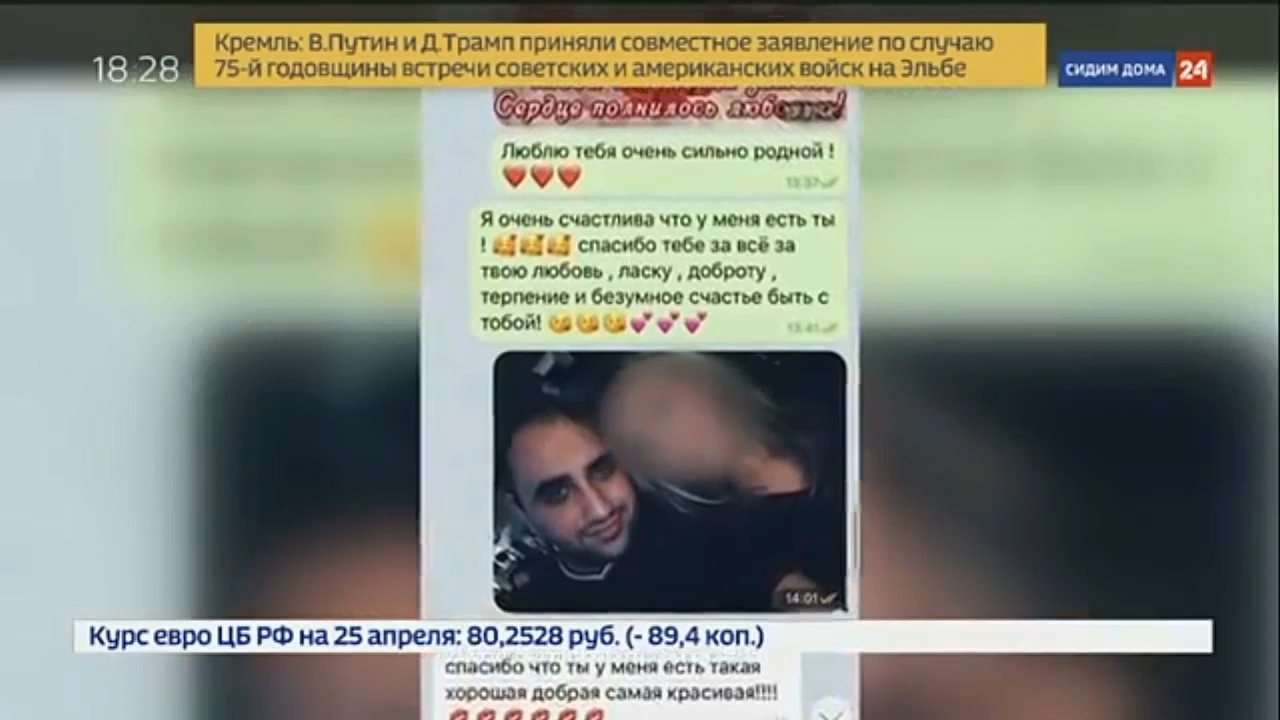 18:28
Кремль: В.Путин и Д.Трамп приняли совместное заявление по случаю
75-й годовщины встречи советских и американских войск на Эльбе
СИДИМ ДОМА 24
Сердце полнилось
Люблю тебя очень сильно родной !
❤️❤️❤️ 13:37
Я очень счастлива что у меня есть ты
! 🥰🥰🥰 спасибо тебе за всё за
твою любовь , ласку , доброту ,
терпение и безумное счастье быть с
тобой! 😘😘😘💕💕💕 13:41
14:01
Курс евро ЦБ РФ на 25 апреля: 80,2528 руб. (- 89,4 коп.)
спасибо что ты у меня есть такая
хорошая добрая самая красивая!!!!